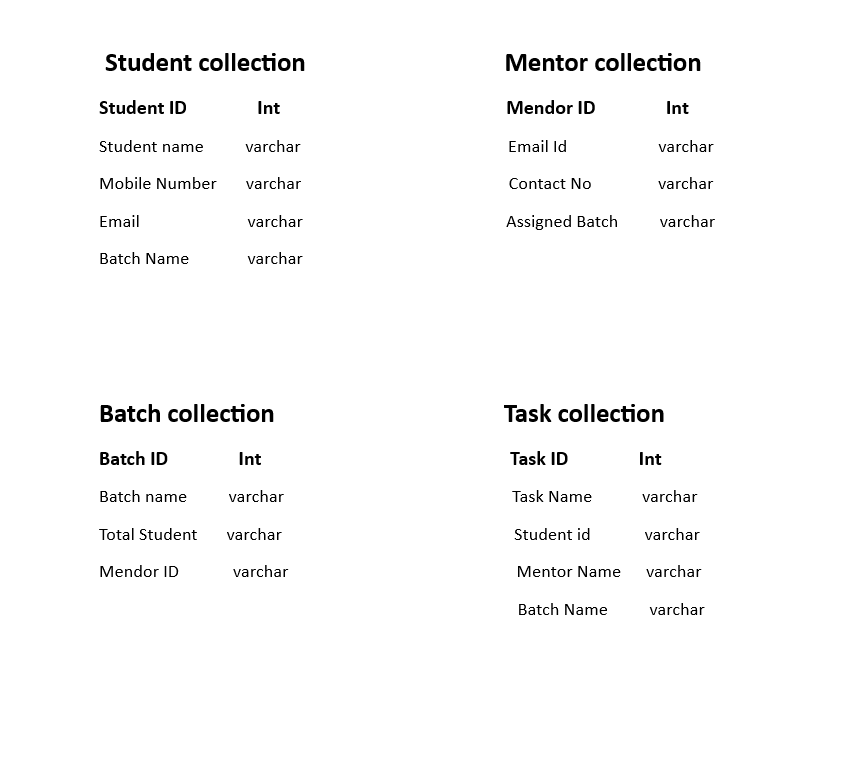 Student collection
Student ID Int
Student name varchar
Mobile Number varchar
Email varchar
Batch Name varchar
Mentor collection
Mendor ID Int
Email Id varchar
Contact No varchar
Assigned Batch varchar
Batch collection
Batch ID Int
Batch name varchar
Total Student varchar
Mendor ID varchar
Task collection
Task ID Int
Task Name varchar
Student id varchar
Mentor Name varchar
Batch Name varchar